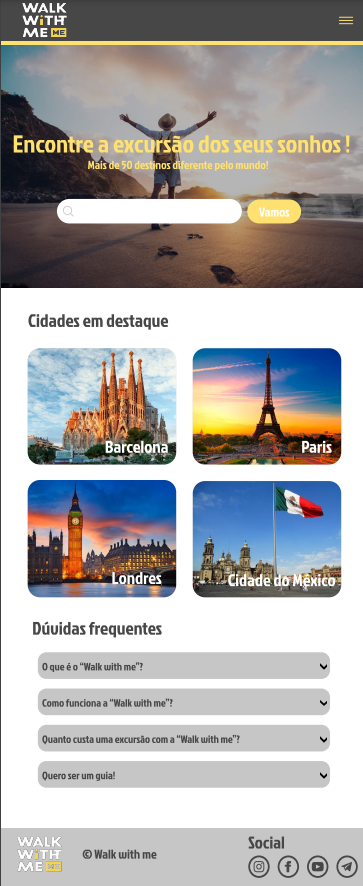 WALK
WiTH
ME ME
Encontre a excursão dos seus sonhos !
Mais de 50 destinos diferente pelo mundo!
Vamos
Cidades em destaque
Barcelona
Paris
Londres
Cidade do México
Dúvidas frequentes
O que é o “Walk with me”?
Como funciona a “Walk with me”?
Quanto custa uma excursão com a “Walk with me”?
Quero ser um guia!
WALK
WiTH
ME ME
© Walk with me
Social